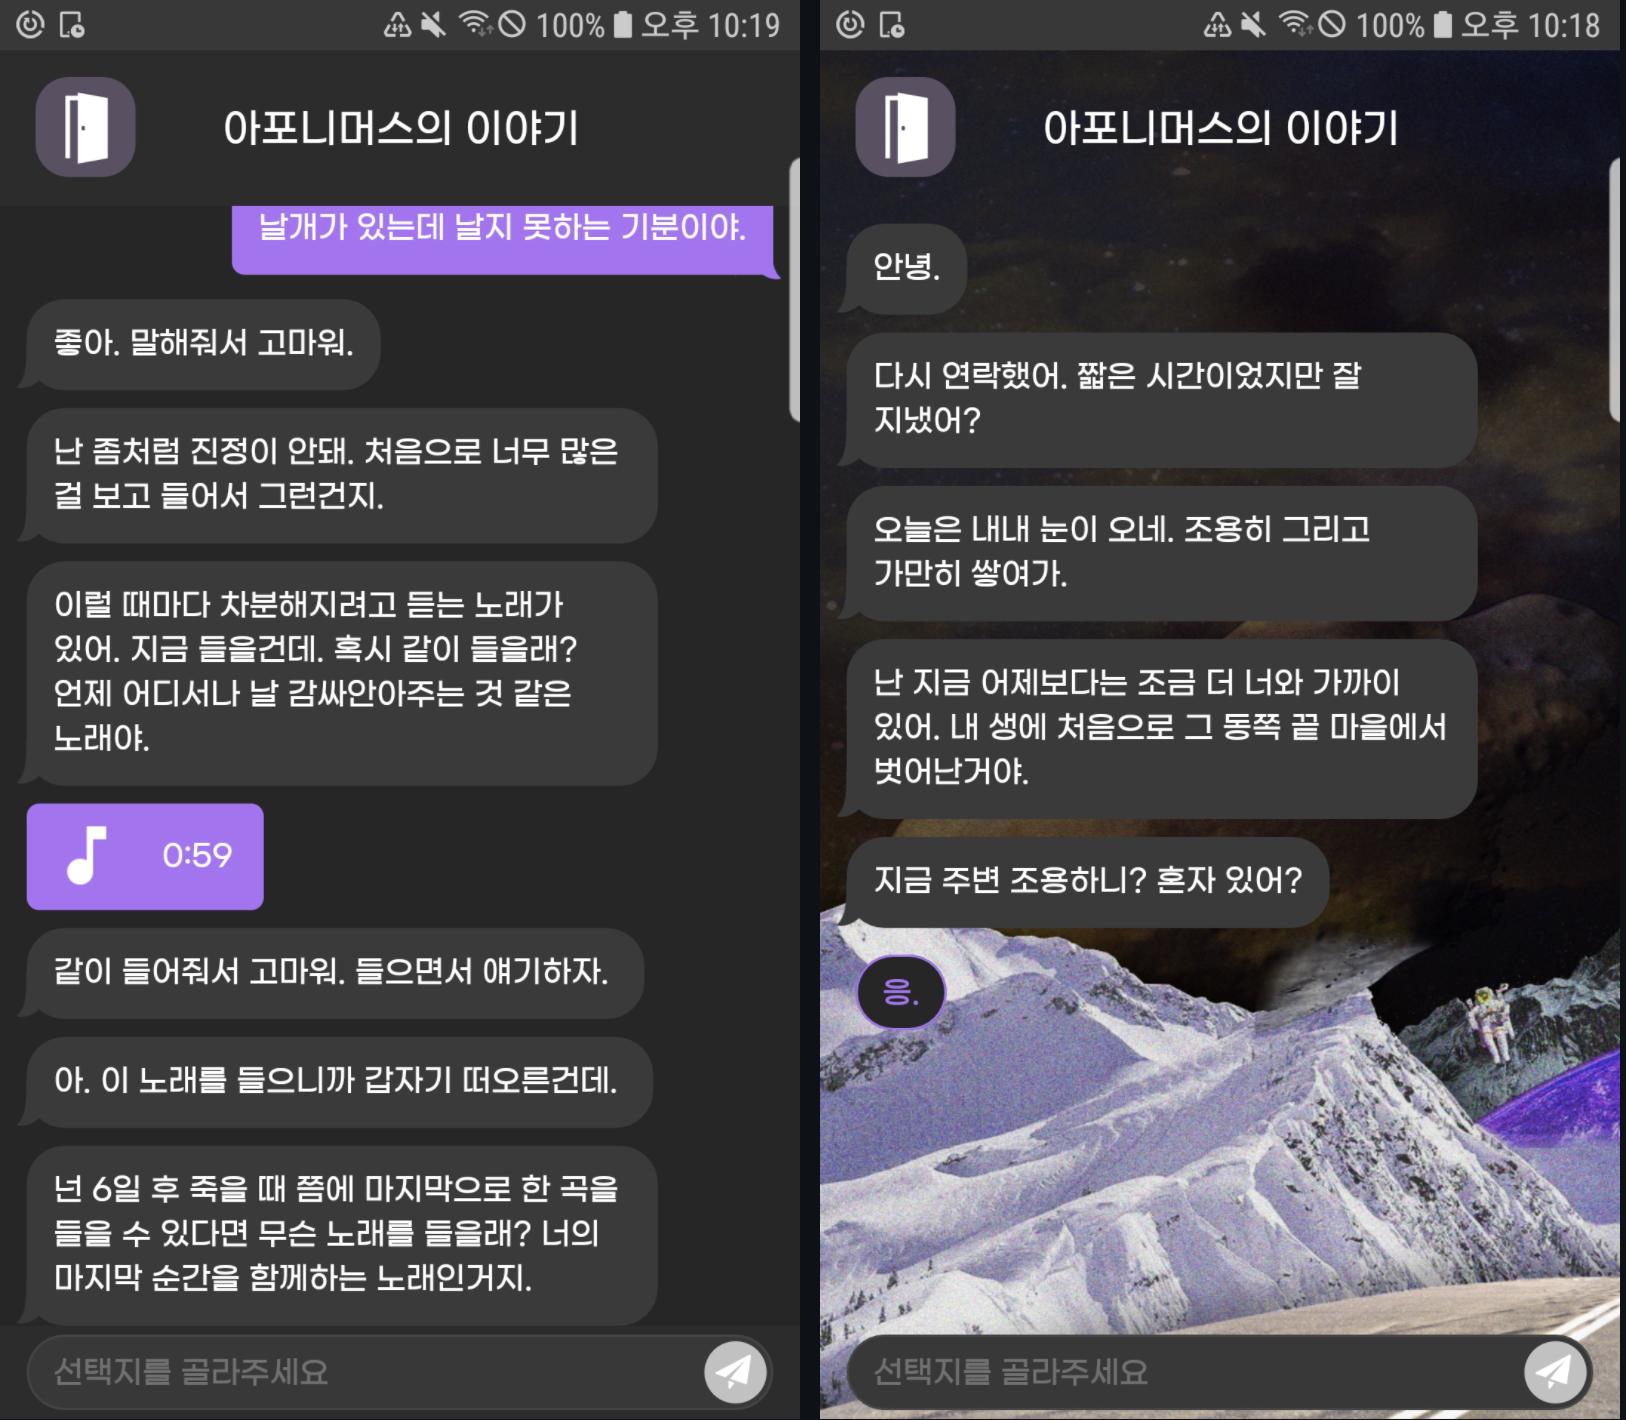 100% 오후 10:19
아포니머스의 이야기
날개가 있는데 날지 못하는 기분이야.
좋아. 말해줘서 고마워.
난 좀처럼 진정이 안돼. 처음으로 너무 많은
걸 보고 들어서 그런건지.
이럴 때마다 차분해지려고 듣는 노래가
있어. 지금 들을건데. 혹시 같이 들을래?
언제 어디서나 날 감싸안아주는 것 같은
노래야.
0:59
같이 들어줘서 고마워. 들으면서 얘기하자.
아. 이 노래를 들으니까 갑자기 떠오른건데.
넌 6일 후 죽을 때 쯤에 마지막으로 한 곡을
들을 수 있다면 무슨 노래를 들을래? 너의
마지막 순간을 함께하는 노래인거지.
선택지를 골라주세요
100% 오후 10:18
아포니머스의 이야기
안녕.
다시 연락했어. 짧은 시간이었지만 잘
지냈어?
오늘은 내내 눈이 오네. 조용히 그리고
가만히 쌓여가.
난 지금 어제보다는 조금 더 너와 가까이
있어. 내 생에 처음으로 그 동쪽 끝 마을에서
벗어난거야.
지금 주변 조용하니? 혼자 있어?
응.
선택지를 골라주세요